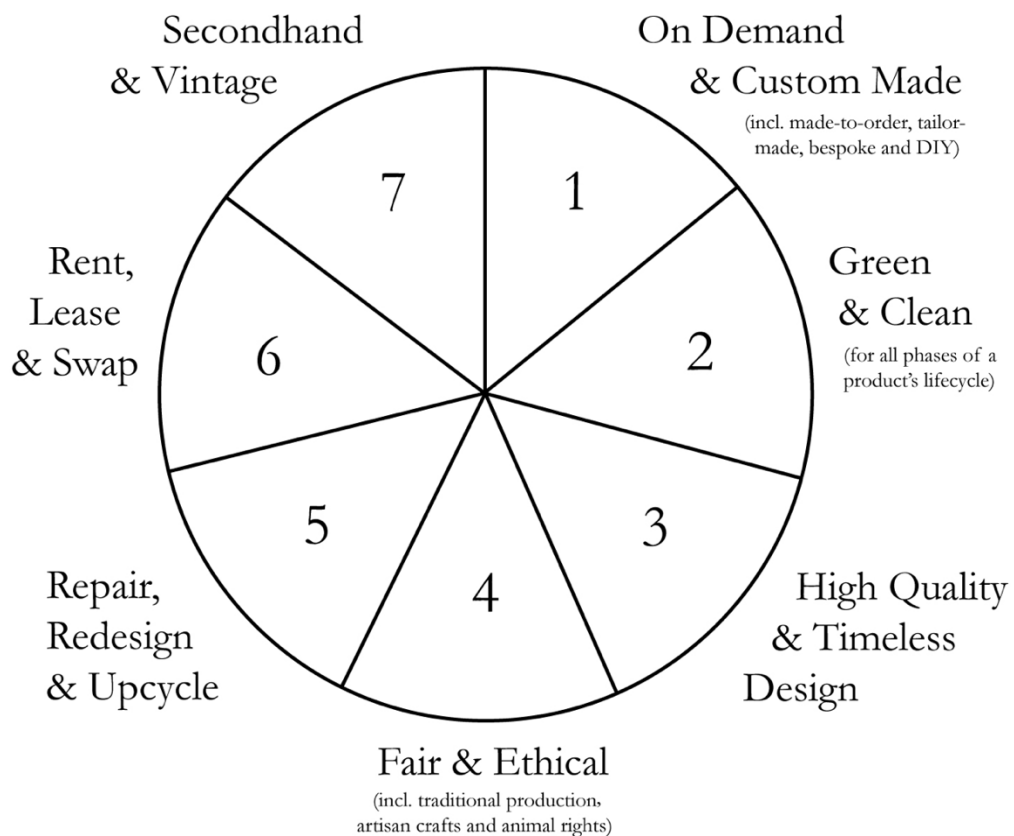 Secondhand
& Vintage
On Demand
& Custom Made
(incl. made-to-order, tailor-
made, bespoke and DIY)
7
1
Rent,
Lease
& Swap
6
2
Green
& Clean
(for all phases of a
product's lifecycle)
5
3
4
Repair,
Redesign
& Upcycle
High Quality
& Timeless
Design
Fair & Ethical
(incl. traditional production,
artisan crafts and animal rights)